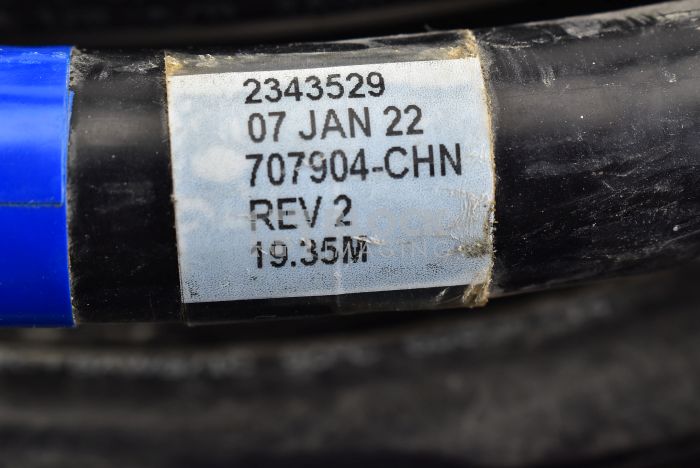 2343529
07 JAN 22
707904-CHN
REV 2
19.35M